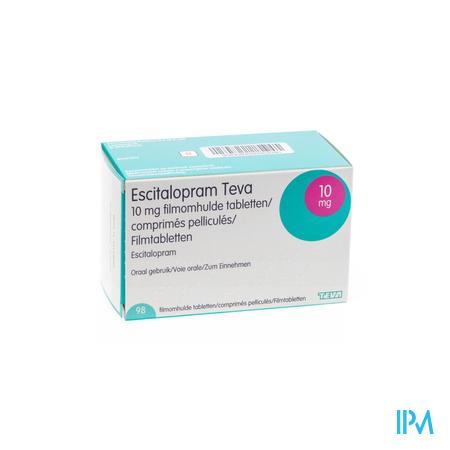 Escitalopram Teva
10 mg filmomhulde tabletten/
comprimés pelliculés/
Filmtabletten
Escitalopram
Oraal gebruik/Voie orale/Zum Einnehmen
10
mg
98
filmomhulde tabletten/comprimés pelliculés/Filmtabletten
TEVA
IPM